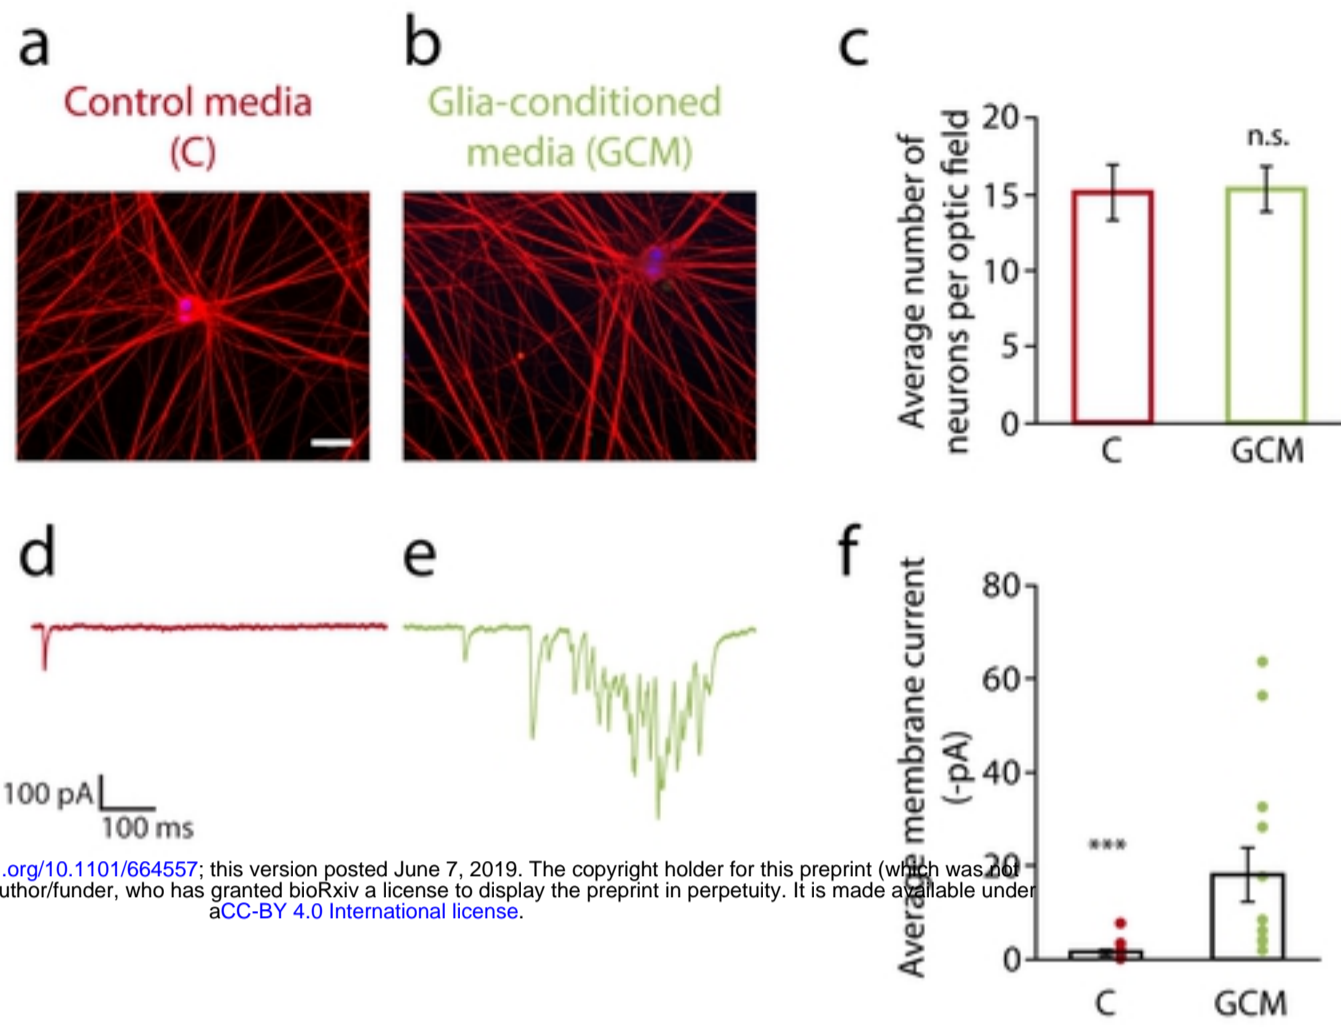 a
Control media
(C)
b
Glia-conditioned
media (GCM)
c
Average number of
neurons per optic field
20
15
10
5
0
n.s.
C
GCM
d
100 pA
100 ms
e
f
Average membrane current
(-pA)
80
60
40
20
0
***
C
GCM
.org/10.1101/664557; this version posted June 7, 2019. The copyright holder for this preprint (which was not
uthor/funder, who has granted bioRxiv a license to display the preprint in perpetuity. It is made available under
aCC-BY 4.0 International license.